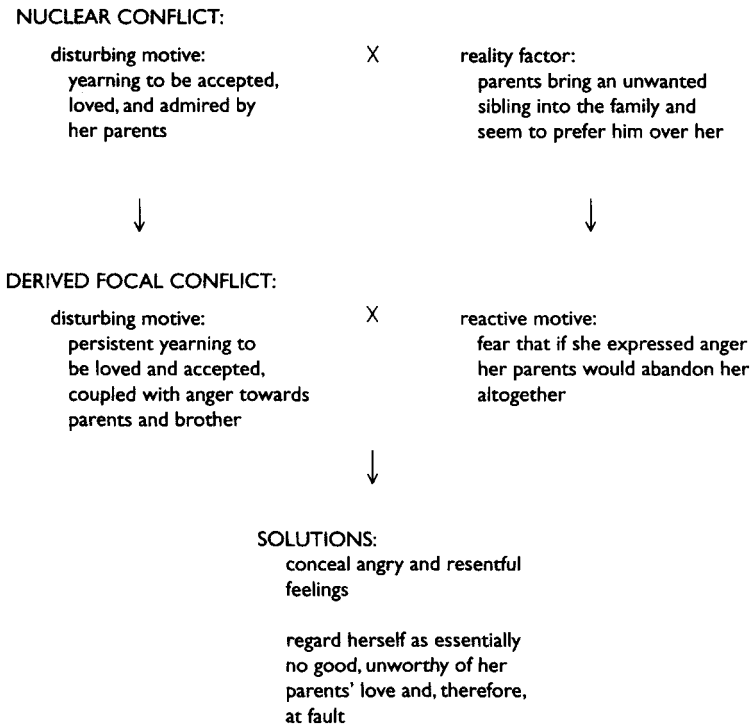 NUCLEAR CONFLICT:
disturbing motive:
yearning to be accepted,
loved, and admired by
her parents
X
reality factor:
parents bring an unwanted
sibling into the family and
seem to prefer him over her
DERIVED FOCAL CONFLICT:
disturbing motive:
persistent yearning to
be loved and accepted,
coupled with anger towards
parents and brother
X
reactive motive:
fear that if she expressed anger
her parents would abandon her
altogether
SOLUTIONS:
conceal angry and resentful
feelings
regard herself as essentially
no good, unworthy of her
parents' love and, therefore,
at fault